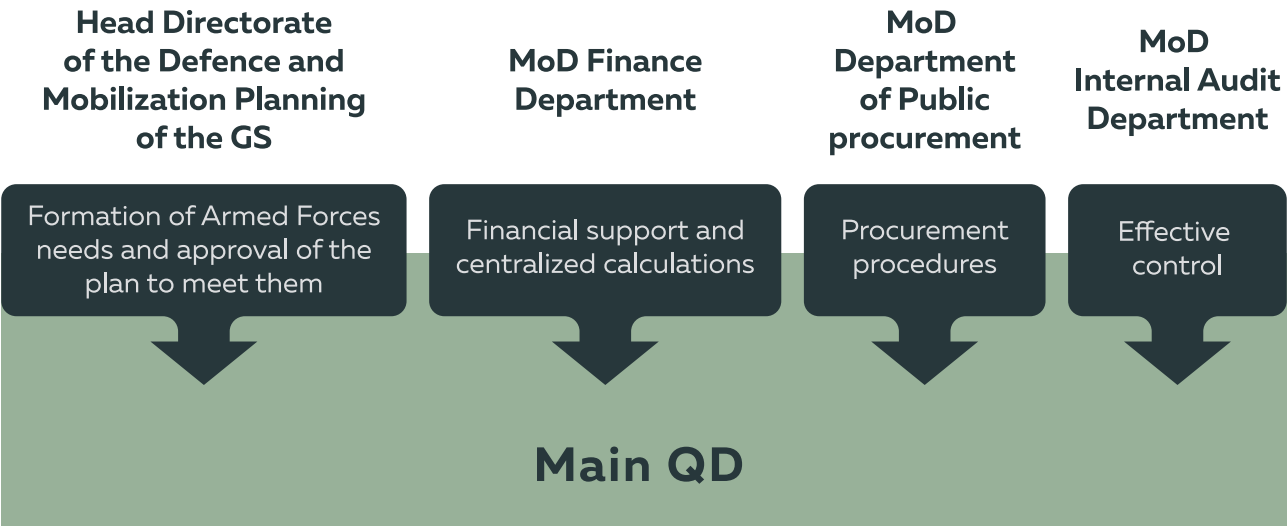 Head Directorate
of the Defence and
Mobilization Planning
of the GS
MoD Finance
Department
MoD
Department
of Public
procurement
MoD
Internal Audit
Department
Formation of Armed Forces
needs and approval of the
plan to meet them
Financial support and
centralized calculations
Procurement
procedures
Effective
control
Main QD